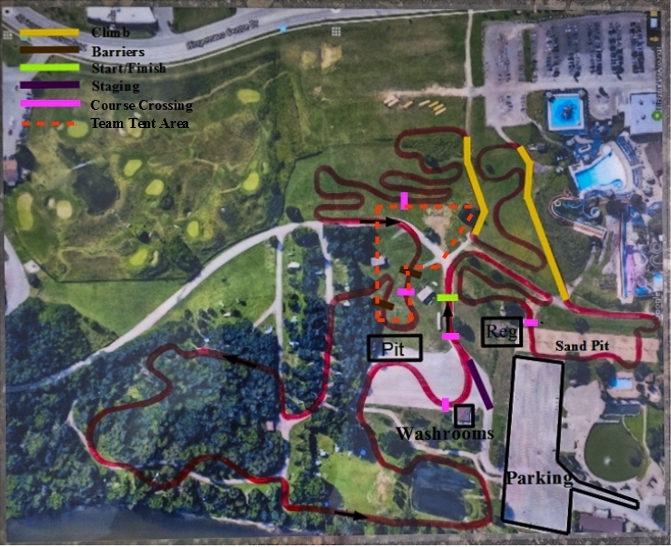 Climb
Barriers
Start/Finish
Staging
Course Crossing
Team Tent Area
Pit
Reg
Sand Pit
Washrooms
Parking